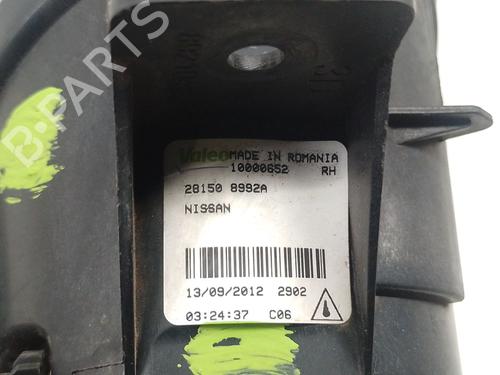 B-PARTS
Valeo MADE IN ROMANIA
10000652 RH
28150 8992A
NISSAN
13/09/2012 2902
03:24:37 C06